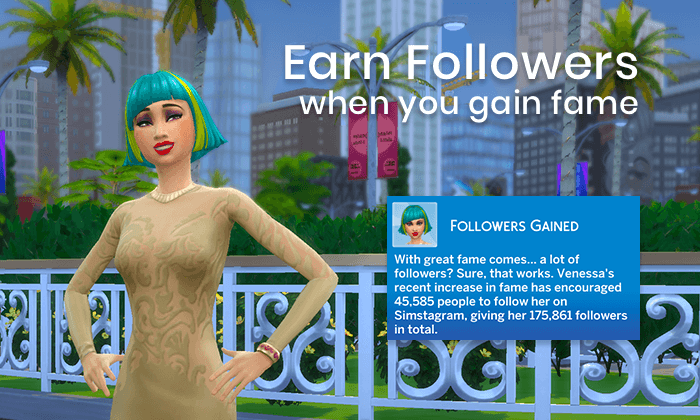 Earn Followers
when you gain fame
FOLLOWERS GAINED
With great fame comes... a lot of
followers? Sure, that works. Venessa's
recent increase in fame has encouraged
45,585 people to follow her on
Simstagram, giving her 175,861 followers
in total.